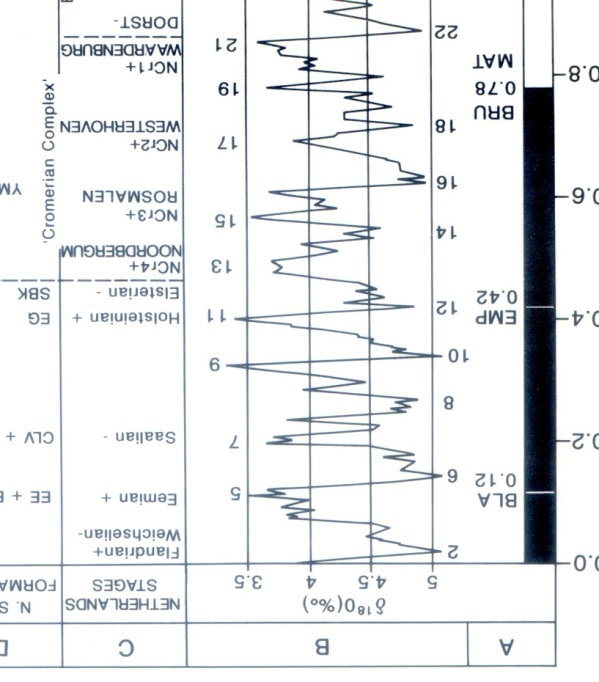 A B C D
δ18O(‰)
5 4.5 4 3.5
NETHERLANDS
STAGES
N. S
FORMA
0.0
2
Flandrian+
Weichselian-
BLA
0.12
5
Eemian +
EE + E
6
0.2
7
Saalian -
CLV +
8
9
10
EMP
0.42
0.4
11
Holsteinian +
EG
12
Elsterian -
SBK
13
NCr4+
NOORDBERGUM
14
15
NCr3+
ROSMALEN
0.6
16
YM
'Cromerian Complex'
17
NCr2+
WESTERHOVEN
18
BRU
0.78
MAT
0.8
19
NCr1+
WAARDENBURG
21
22
DORST-